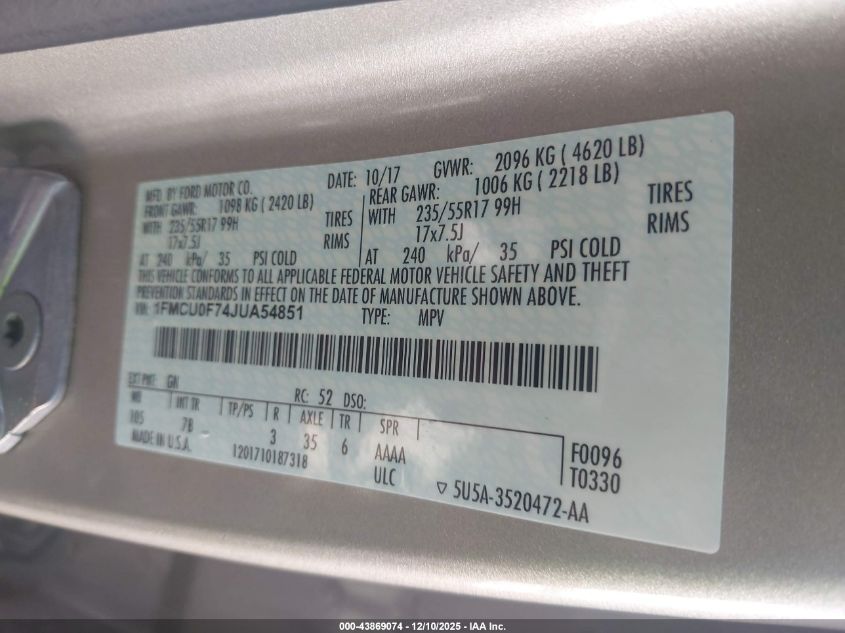 MFD. BY FORD MOTOR CO.
DATE: 10/17 GVWR: 2096 KG ( 4620 LB)
FRONT GAWR: 1098 KG ( 2420 LB) REAR GAWR: 1006 KG ( 2218 LB)
WITH 235/55R17 99H TIRES WITH 235/55R17 99H TIRES
17x7.5J RIMS 17x7.5J RIMS
AT 240 kPa/ 35 PSI COLD AT 240 kPa/ 35 PSI COLD
THIS VEHICLE CONFORMS TO ALL APPLICABLE FEDERAL MOTOR VEHICLE SAFETY AND THEFT
PREVENTION STANDARDS IN EFFECT ON THE DATE OF MANUFACTURE SHOWN ABOVE.
VIN: 1FMCU0F74JUA54851 TYPE: MPV
EXT PNT: GN RC: 52 DSO:
WB INT TR TP/PS R AXLE TR SPR
105 7B 3 35 6 AAAA
MADE IN U.S.A. 1201710187318 ULC
F0096
T0330
▽ 5U5A-3520472-AA
000-43869074 - 12/10/2025 - IAA Inc.